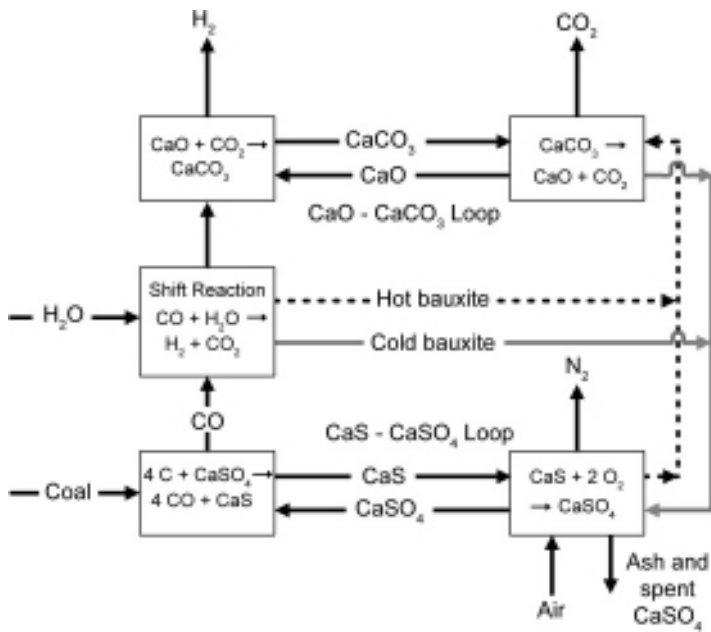 H₂
CO₂
CaO + CO₂ →
CaCO₃
CaCO₃
CaO
CaCO₃ →
CaO + CO₂
CaO - CaCO₃ Loop
H₂O
Shift Reaction
CO + H₂O →
H₂ + CO₂
Hot bauxite
Cold bauxite
N₂
CO
CaS - CaSO₄ Loop
Coal
4 C + CaSO₄ →
4 CO + CaS
CaS
CaSO₄
CaS + 2 O₂
→ CaSO₄
Air
Ash and
spent
CaSO₄